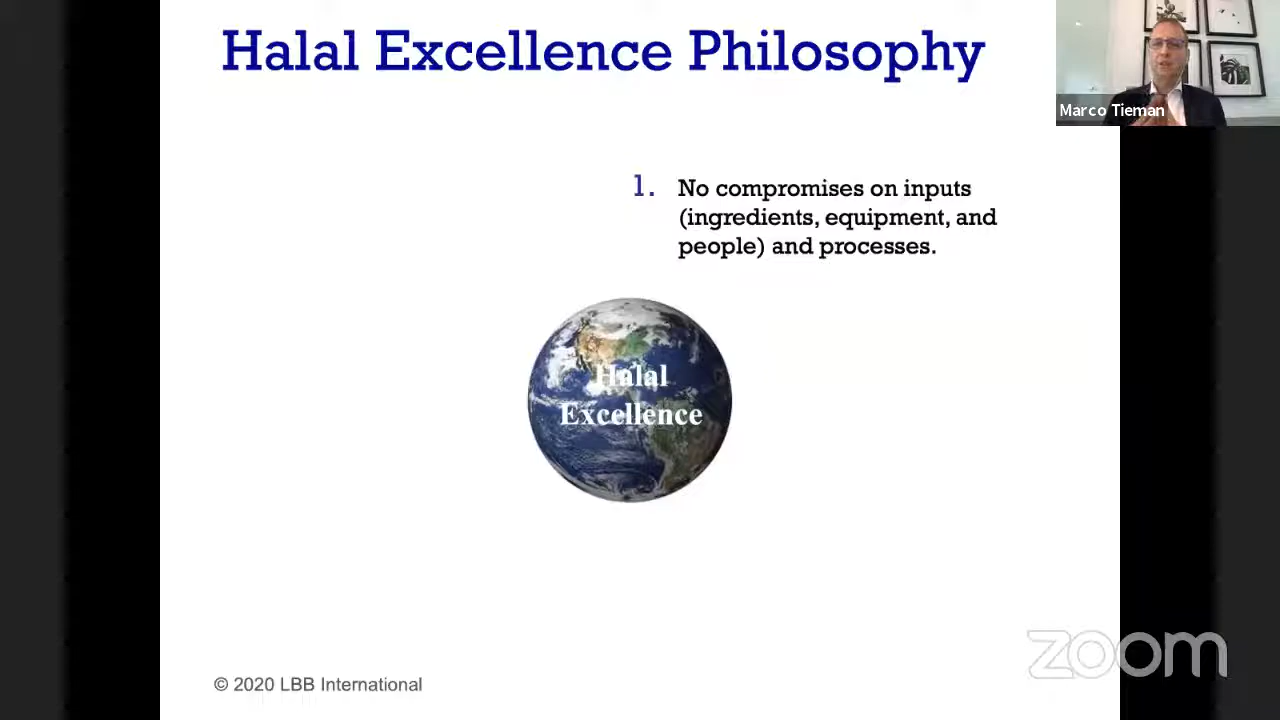 Halal Excellence Philosophy
Marco Tieman
1. No compromises on inputs
(ingredients, equipment, and
people) and processes.
Halal
Excellence
zoom
© 2020 LBB International